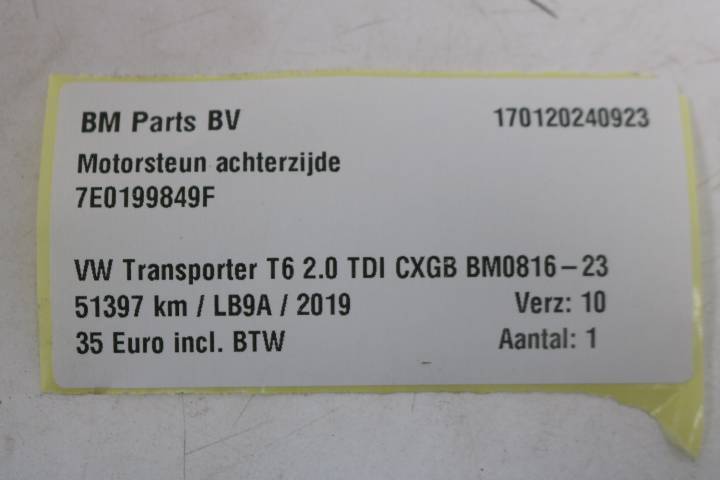 BM Parts BV 170120240923
Motorsteun achterzijde
7E0199849F
VW Transporter T6 2.0 TDI CXGB BM0816-23
51397 km / LB9A / 2019 Verz: 10
35 Euro incl. BTW Aantal: 1